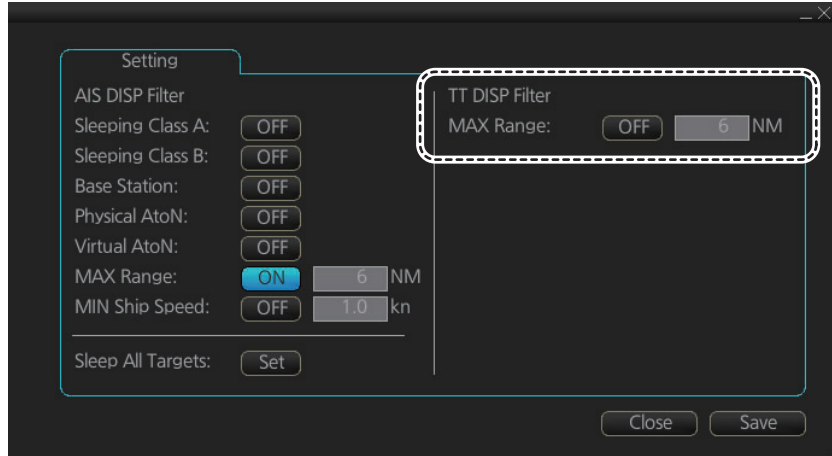 Setting
AIS DISP Filter
Sleeping Class A: OFF
Sleeping Class B: OFF
Base Station: OFF
Physical AtoN: OFF
Virtual AtoN: OFF
MAX Range: ON 6 NM
MIN Ship Speed: OFF 1.0 kn
Sleep All Targets: Set
TT DISP Filter
MAX Range: OFF 6 NM
Close Save